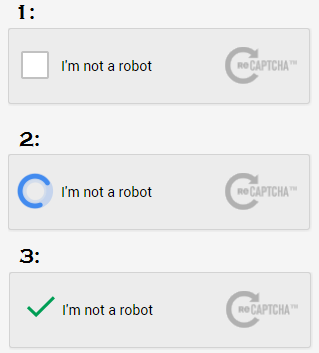 1:
I'm not a robot reCAPTCHA™
2:
I'm not a robot reCAPTCHA™
3:
I'm not a robot reCAPTCHA™